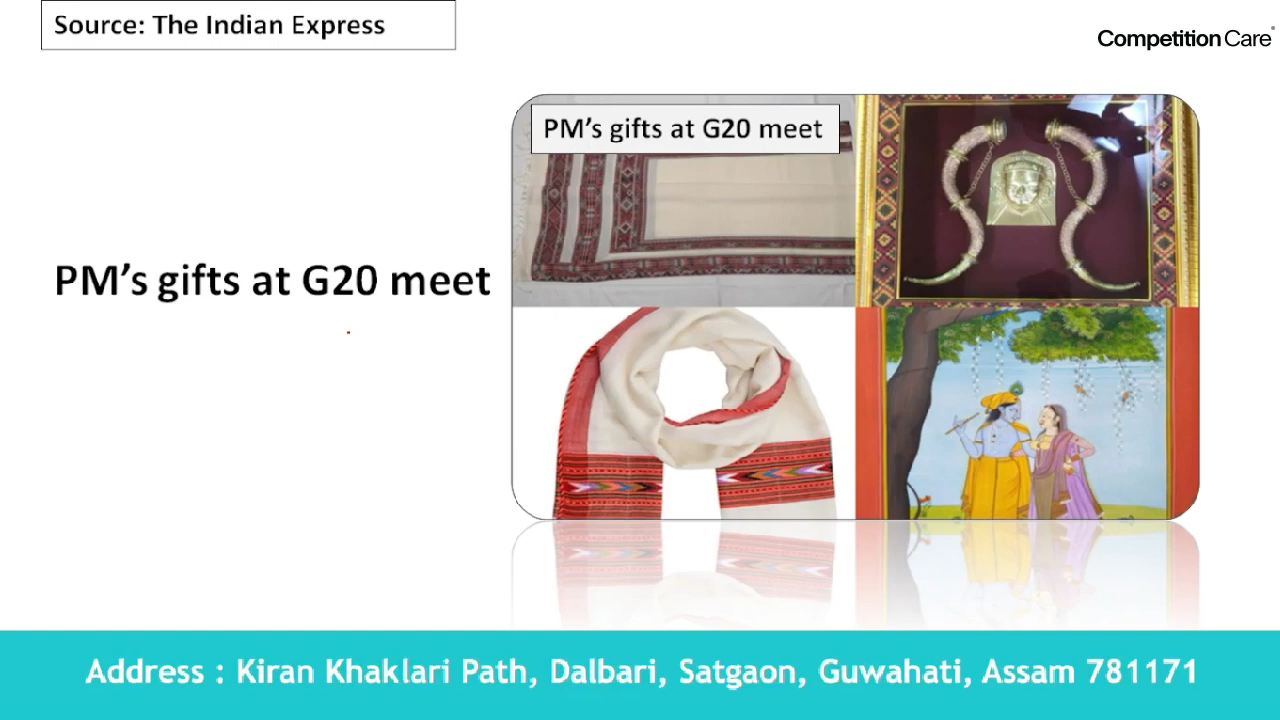 Source: The Indian Express
Competition Care
PM's gifts at G20 meet
PM's gifts at G20 meet
Address : Kiran Khaklari Path, Dalbari, Satgaon, Guwahati, Assam 781171